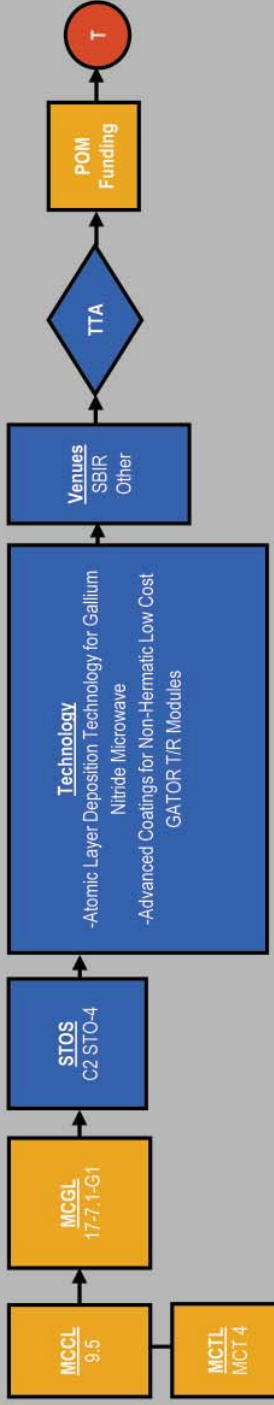 MCCL
9.5
MCTL
MCT 4
MCGL
17-7.1-G1
STOS
C2 STO-4
Technology
-Atomic Layer Deposition Technology for Gallium
Nitride Microwave
-Advanced Coatings for Non-Hermatic Low Cost
GATOR T/R Modules
Venues
SBIR
Other
TTA
POM
Funding
T